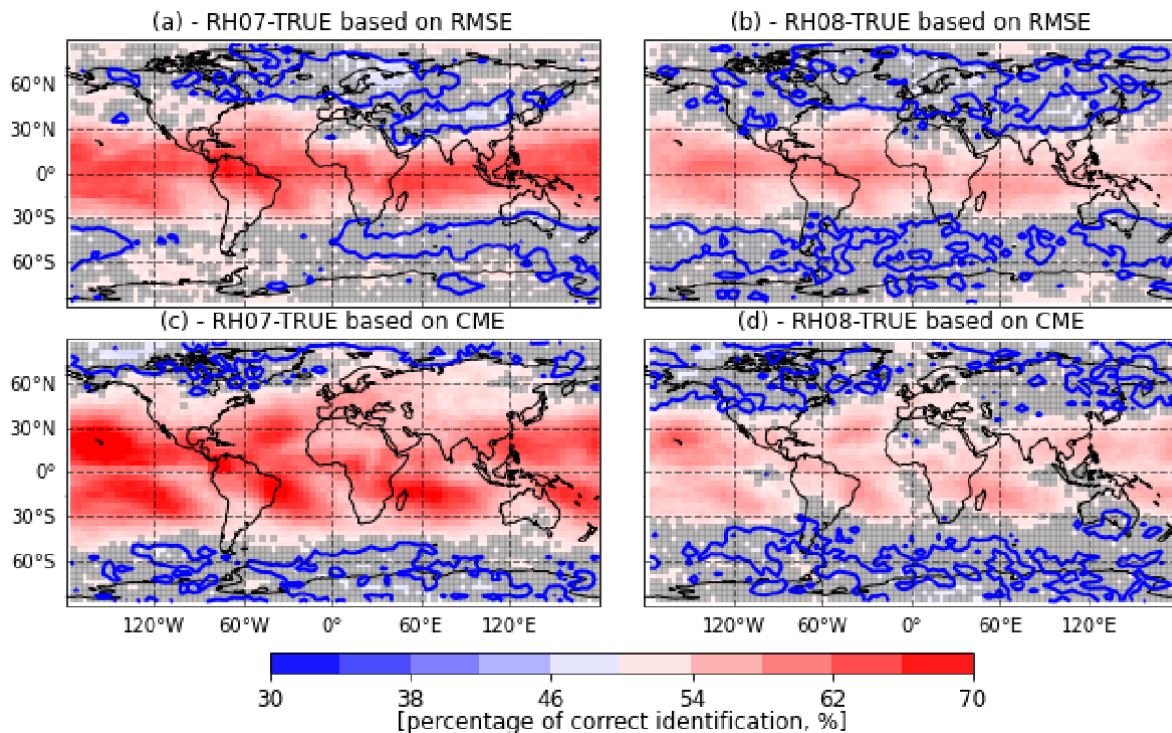 (a) - RH07-TRUE based on RMSE
(b) - RH08-TRUE based on RMSE
60°N
30°N
0°
30°S
60°S
(c) - RH07-TRUE based on CME
(d) - RH08-TRUE based on CME
60°N
30°N
0°
30°S
60°S
120°W 60°W 0° 60°E 120°E
120°W 60°W 0° 60°E 120°E
30 38 46 54 62 70
[percentage of correct identification, %]